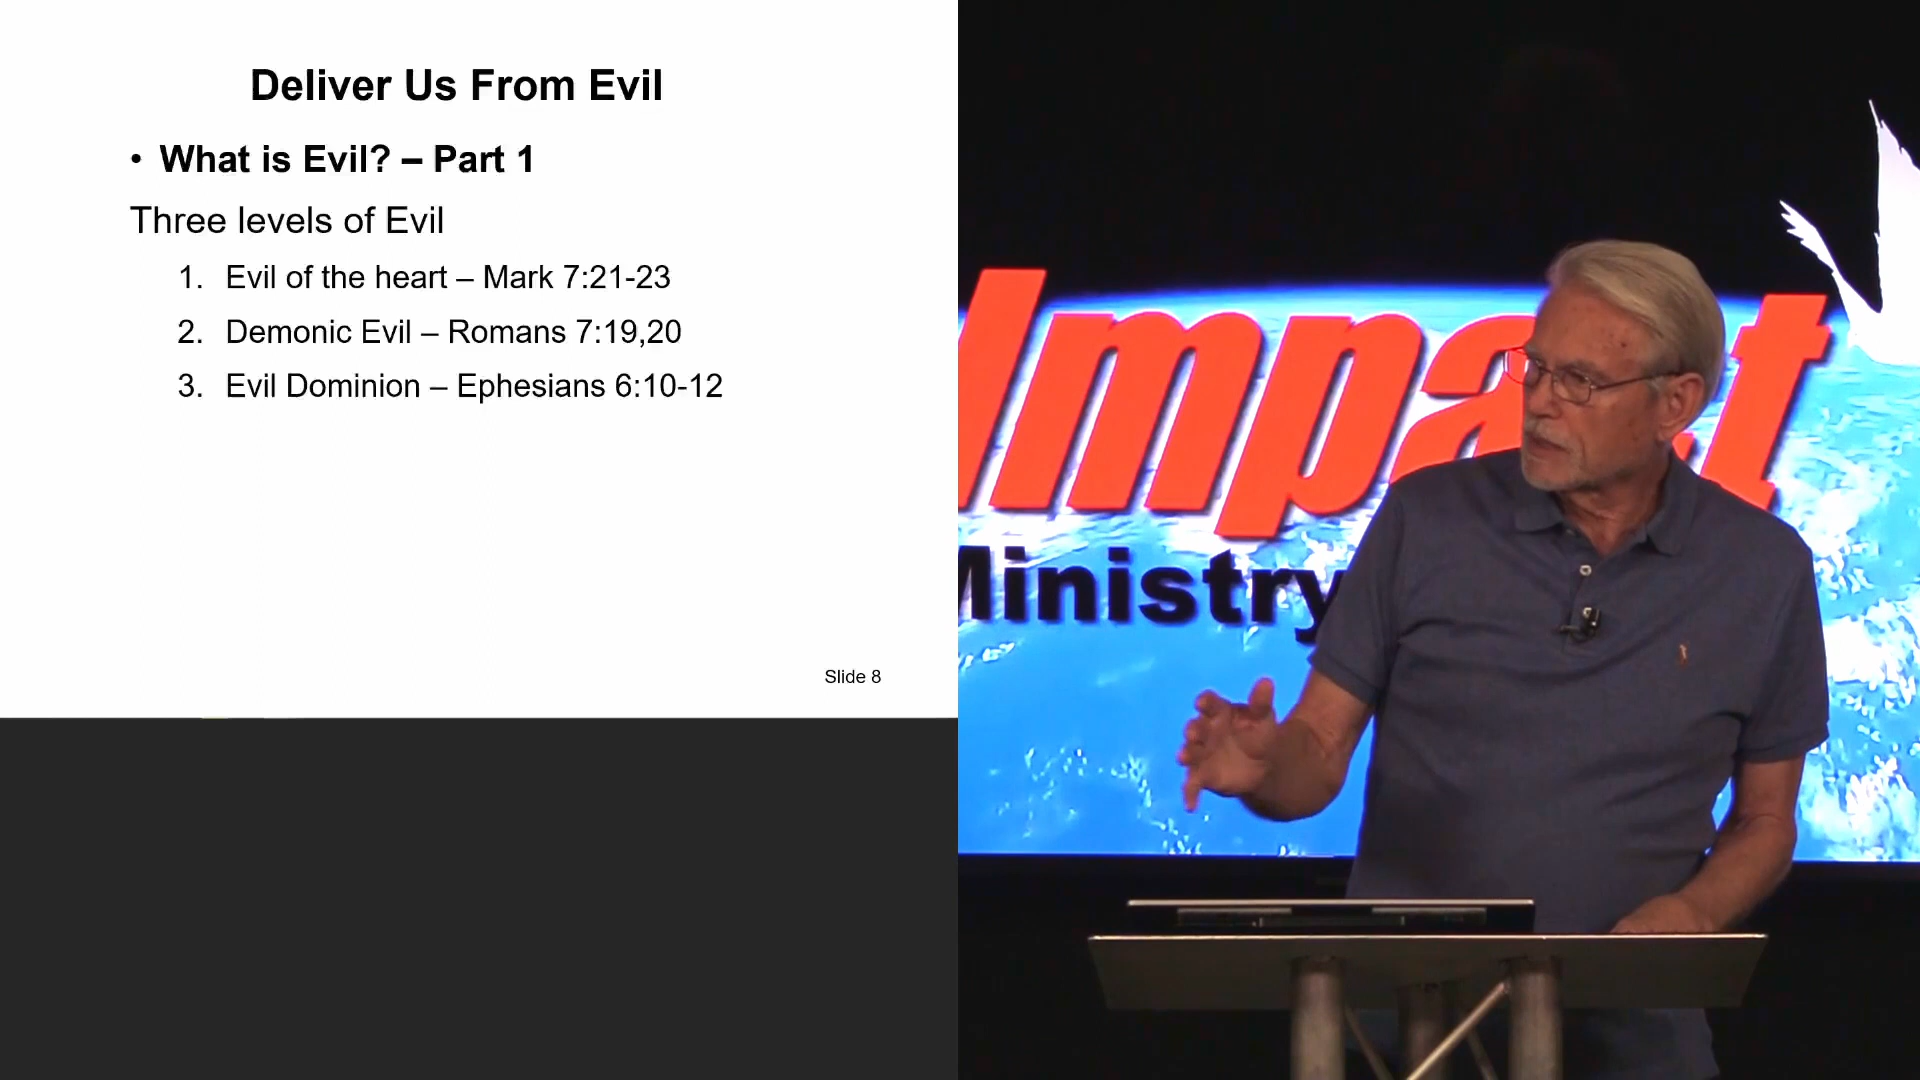 Deliver Us From Evil
• What is Evil? – Part 1
Three levels of Evil
1. Evil of the heart – Mark 7:21-23
2. Demonic Evil – Romans 7:19,20
3. Evil Dominion – Ephesians 6:10-12
Slide 8
Impact
Ministry